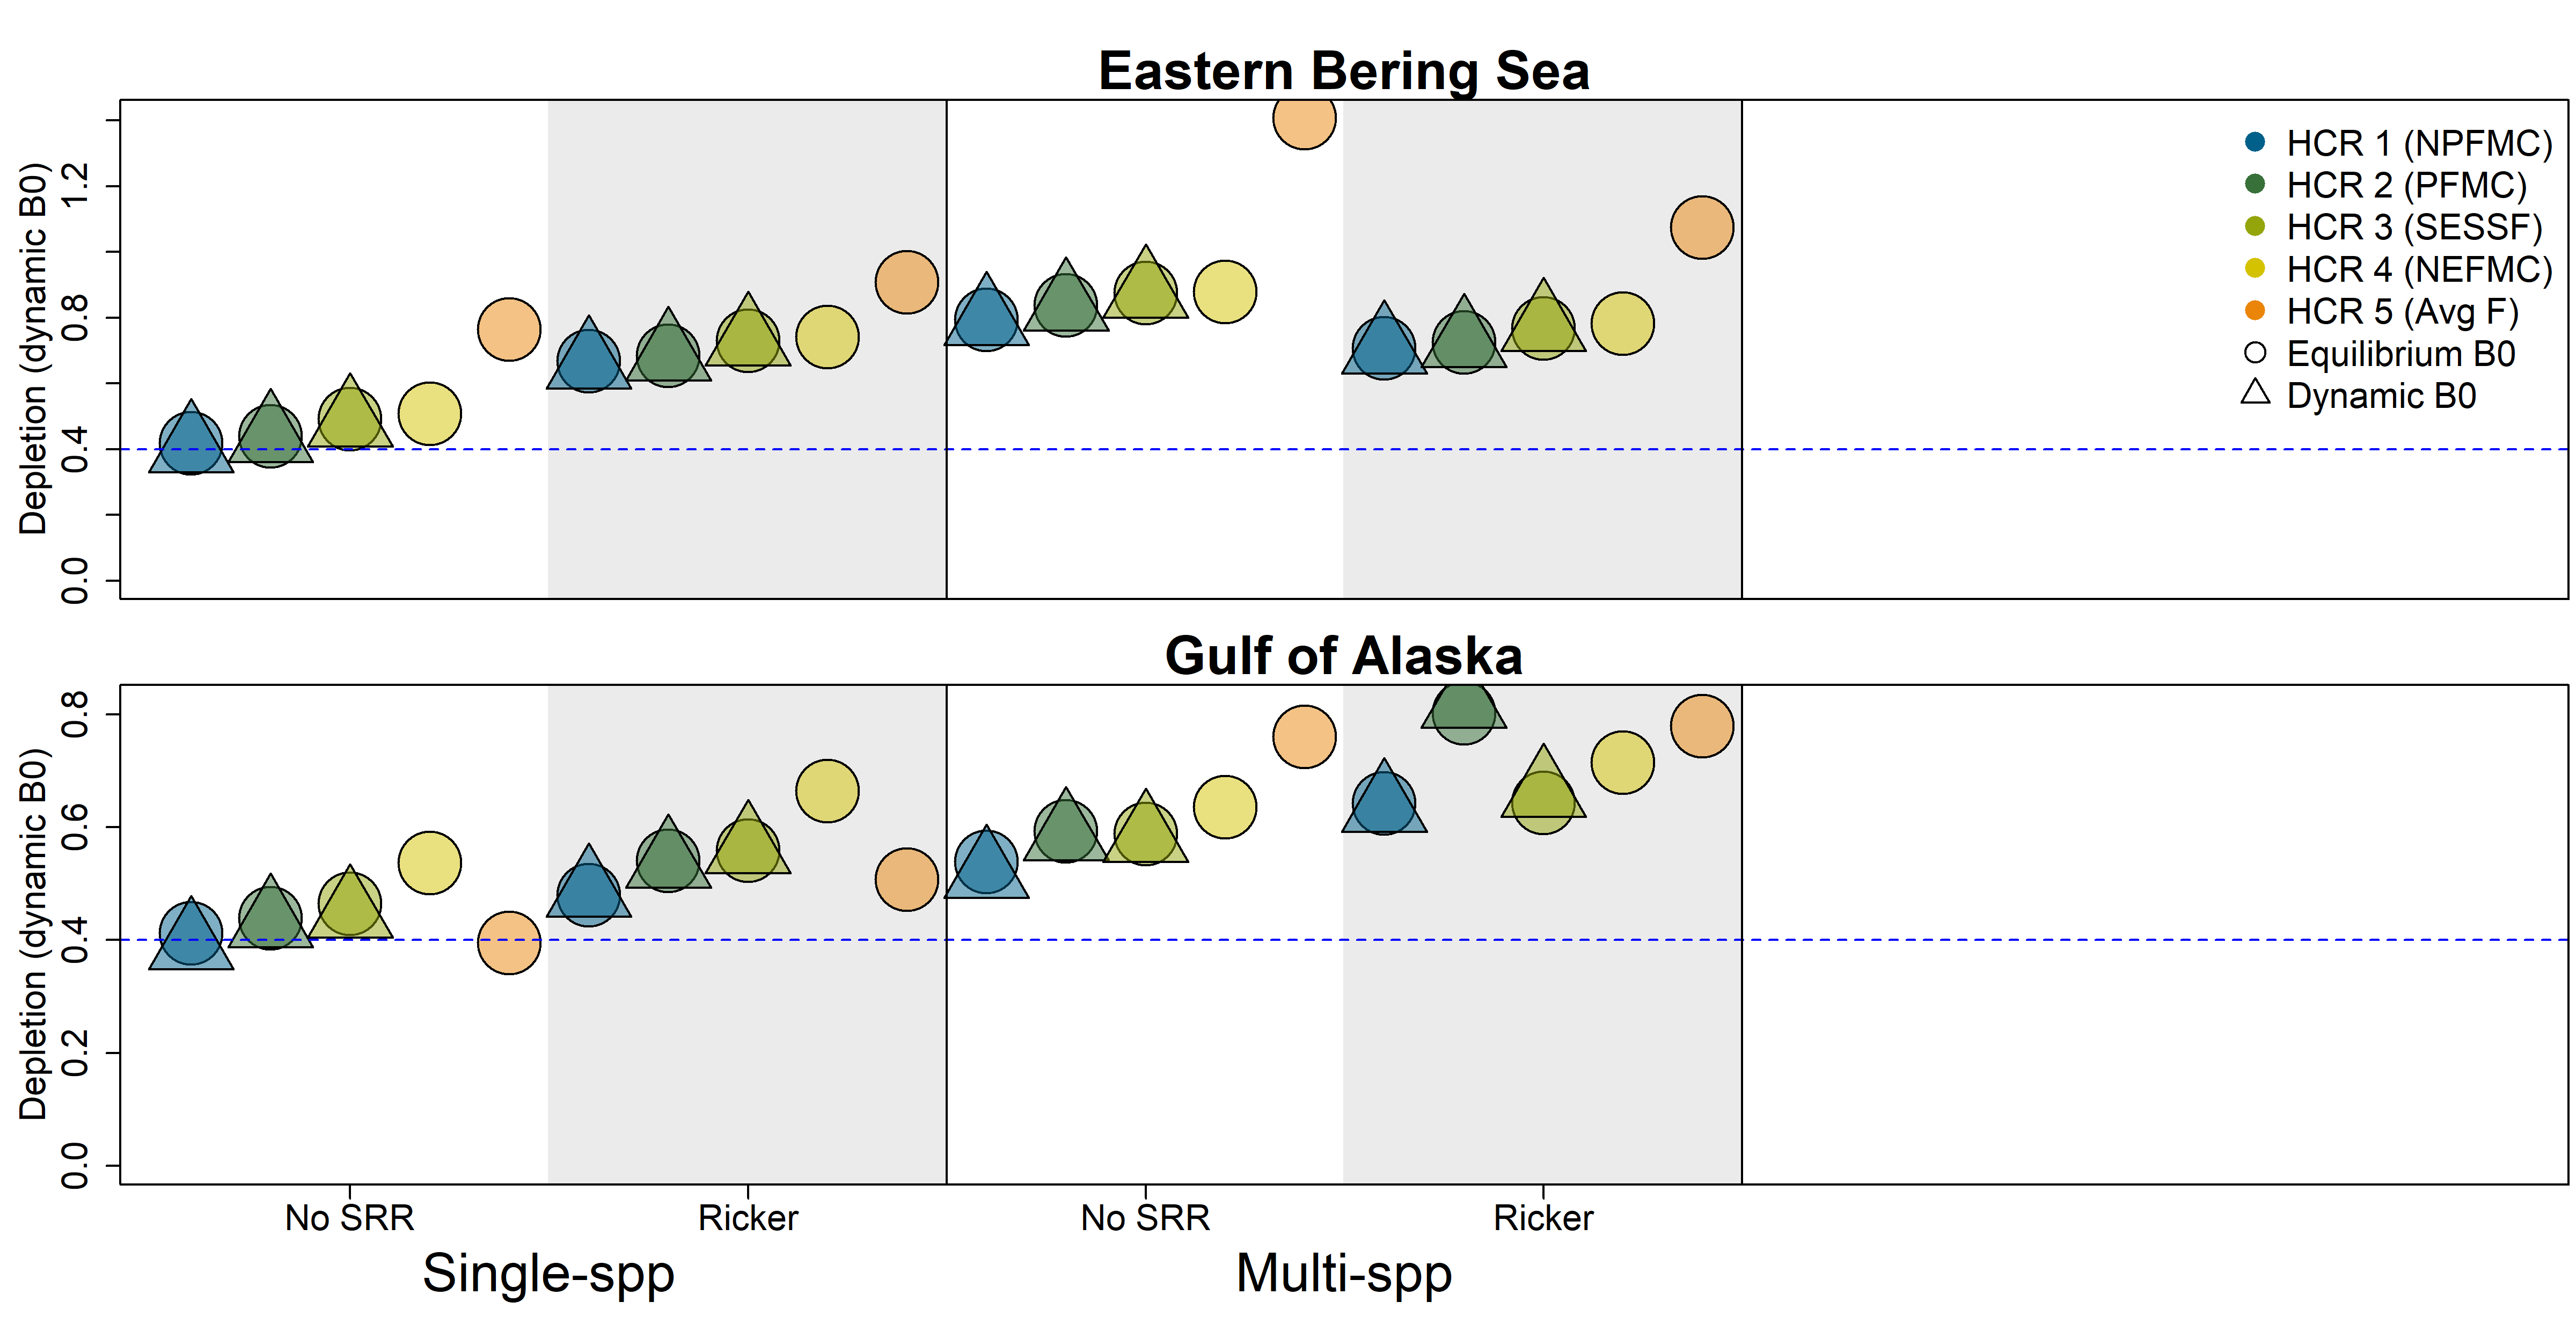 Eastern Bering Sea
Depletion (dynamic B0)
1.2
0.8
0.4
0.0
HCR 1 (NPFMC)
HCR 2 (PFMC)
HCR 3 (SESSF)
HCR 4 (NEFMC)
HCR 5 (Avg F)
Equilibrium B0
Dynamic B0
Gulf of Alaska
Depletion (dynamic B0)
0.8
0.6
0.4
0.2
0.0
No SRR Ricker No SRR Ricker
Single-spp Multi-spp